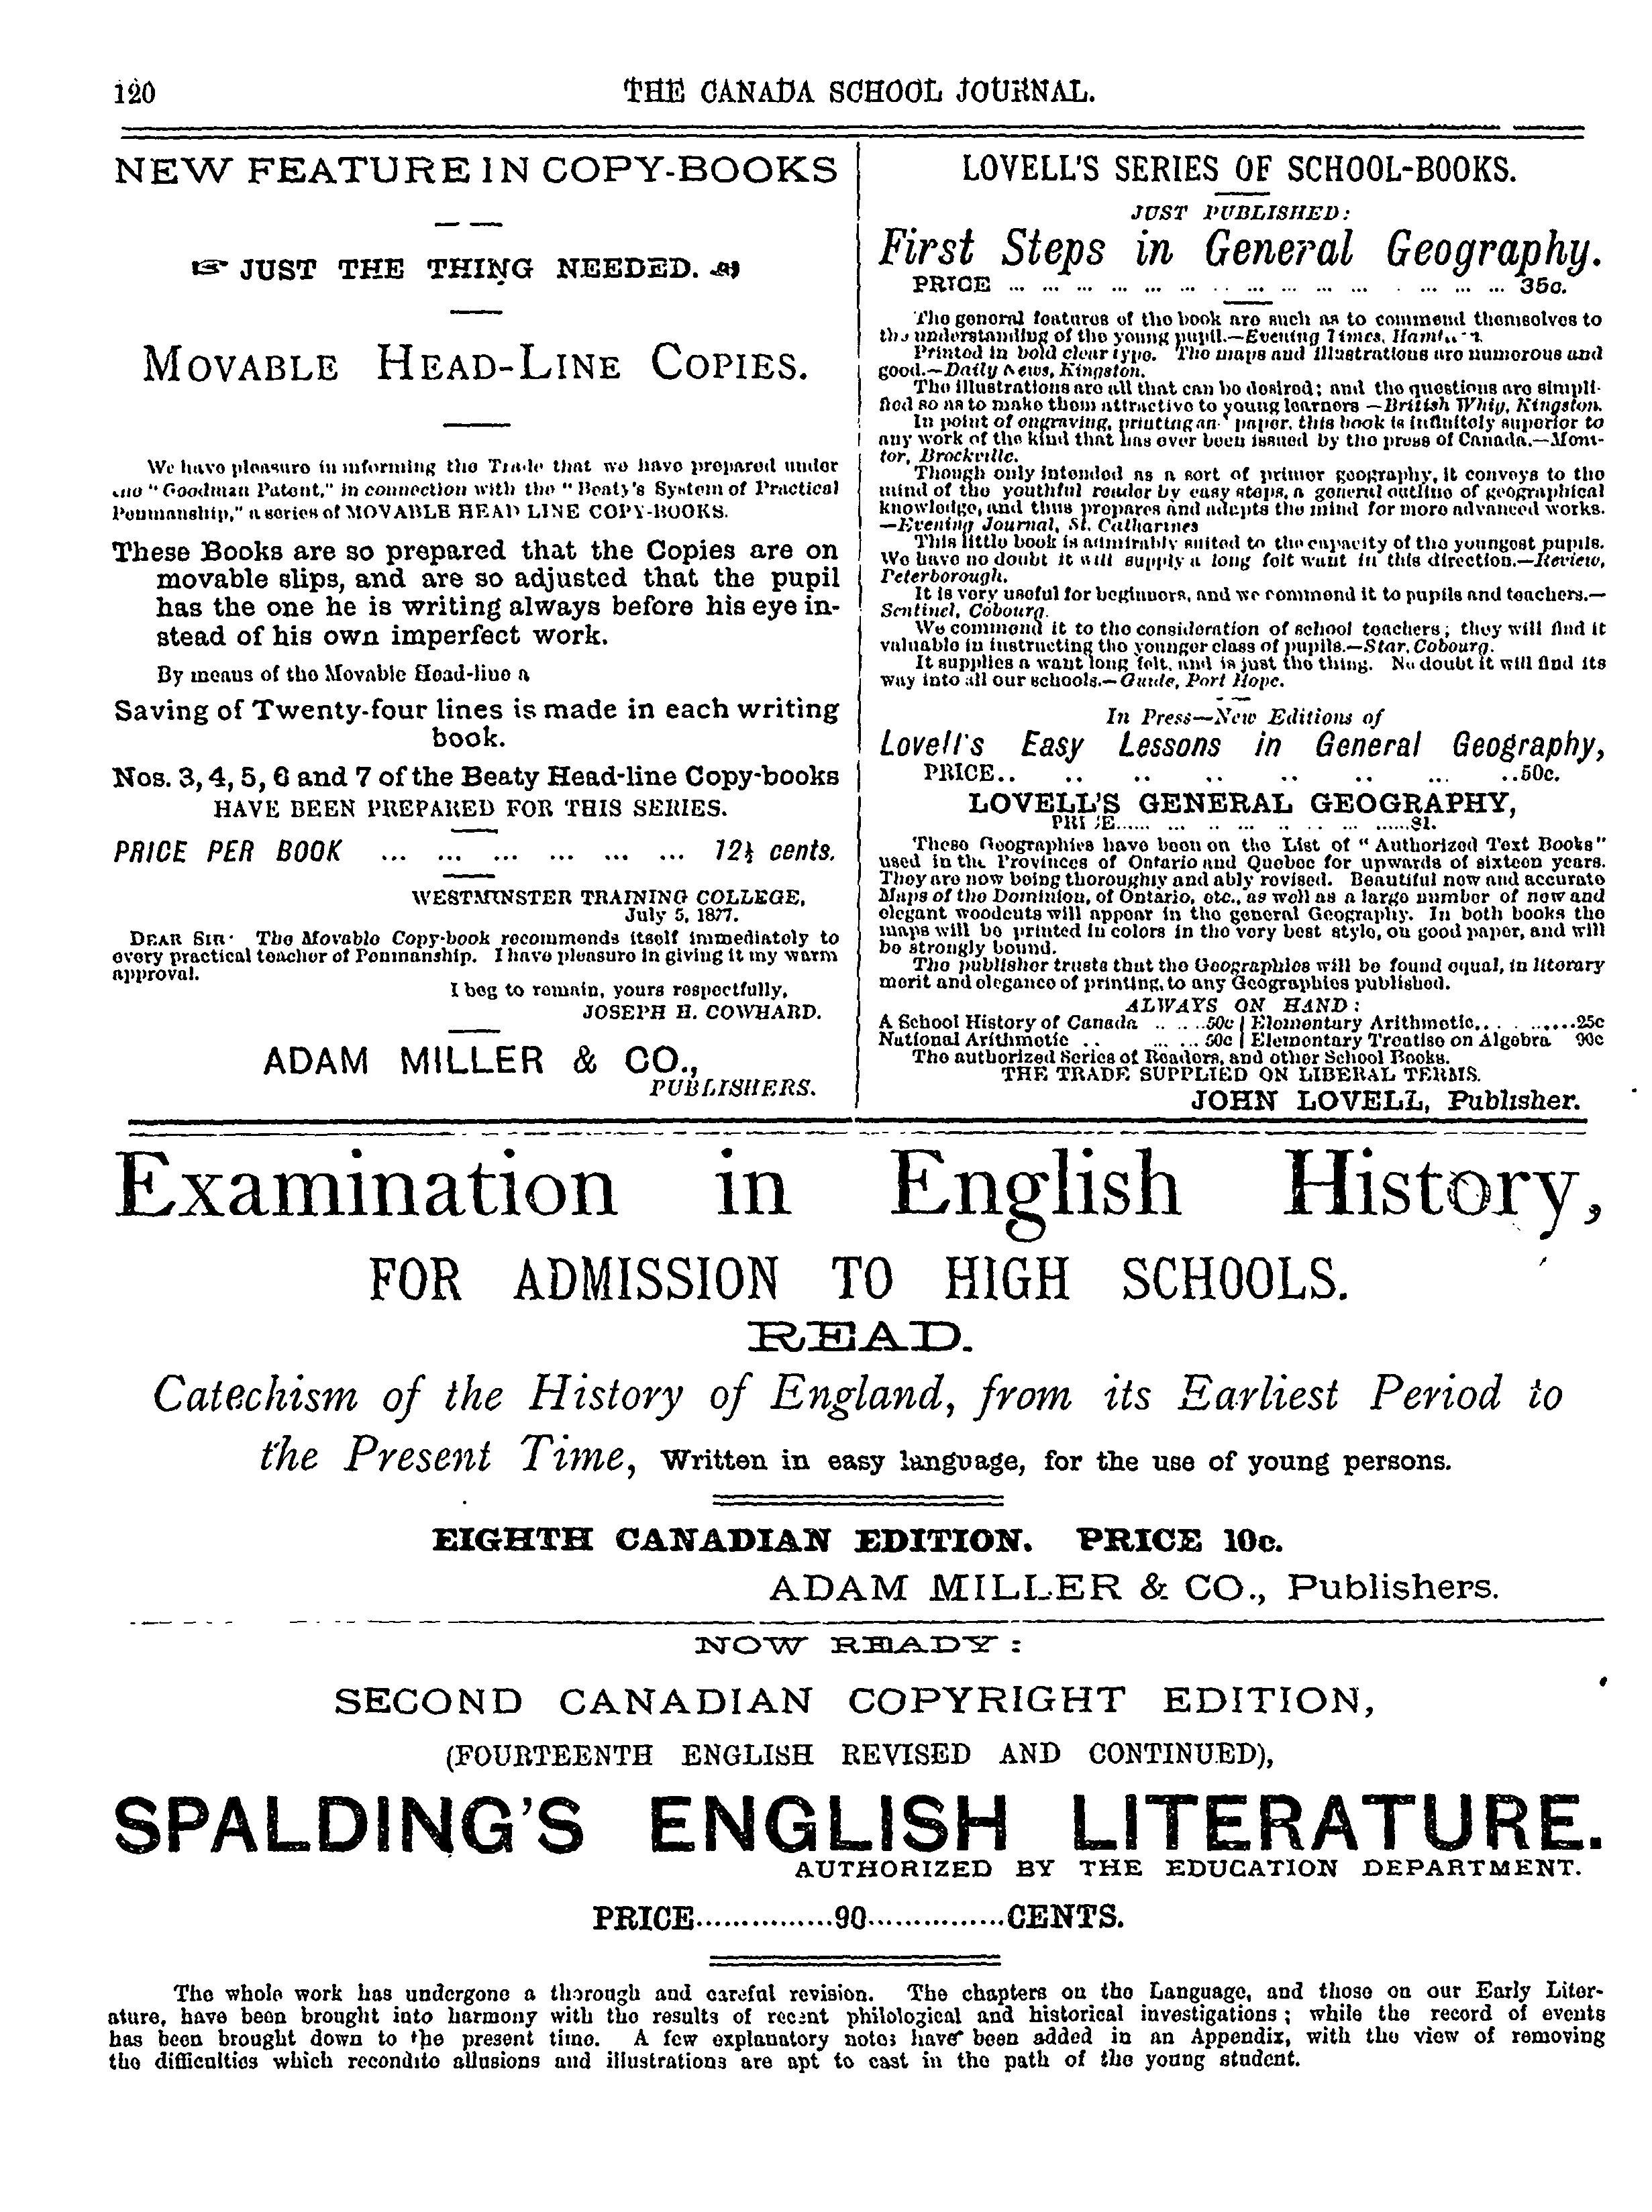 120
THE CANADA SCHOOL JOURNAL.
NEW FEATURE IN COPY-BOOKS
☞ JUST THE THING NEEDED. ☜
MOVABLE HEAD-LINE COPIES.
We have pleasure in informing the Trade that we have prepared under
"Goodman Patent," in connection with the "Beaty's System of Practical
Penmanship," a series of MOVABLE HEAD LINE COPY-BOOKS.
These Books are so prepared that the Copies are on
movable slips, and are so adjusted that the pupil
has the one he is writing always before his eye in-
stead of his own imperfect work.
By means of the Movable Head-line a
Saving of Twenty-four lines is made in each writing
book.
Nos. 3, 4, 5, 6 and 7 of the Beaty Head-line Copy-books
HAVE BEEN PREPARED FOR THIS SERIES.
PRICE PER BOOK ... ... ... ... ... ... 12½ cents.
WESTMINSTER TRAINING COLLEGE,
July 5, 1877.
DEAR SIR· The Movable Copy-book recommends itself immediately to
every practical teacher of Penmanship. I have pleasure in giving it my warm
approval.
I beg to remain, yours respectfully,
JOSEPH H. COWHARD.
ADAM MILLER & CO.,
PUBLISHERS.
LOVELL'S SERIES OF SCHOOL-BOOKS.
JUST PUBLISHED:
First Steps in General Geography.
PRICE ... ... ... ... ... ... .. ... ... ... ... . ... ... ... 35c.
The general features of the book are such as to commend themselves to
the understanding of the young pupil.—Evening Times,
Printed in bold clear type. The maps and illustrations are numerous and
good.—Daily News, Kingston.
The illustrations are all that can be desired; and the questions are simpli-
fied so as to make them attractive to young learners —British Whig, Kingston.
In point of engraving, printing an· paper, this book is infinitely superior to
any work of the kind that has ever been issued by the press of Canada.—Moni-
tor, Brockville.
Though only intended as a sort of primer geography, it conveys to the
mind of the youthful reader by easy steps, a general outline of geographical
knowledge, and thus prepares and adapts the mind for more advanced works.
—Evening Journal, St. Catharines
This little book is admirably suited to the capacity of the youngest pupils.
We have no doubt it will supply a long felt want in this direction.—Review,
Peterborough.
It is very useful for beginners, and we commend it to pupils and teachers.—
Sentinel, Cobourg.
We commend it to the consideration of school teachers; they will find it
valuable in instructing the younger class of pupils.—Star, Cobourg.
It supplies a want long felt, and is just the thing. No doubt it will find its
way into all our schools.—Guide, Port Hope.
In Press—New Editions of
Lovell's Easy Lessons in General Geography,
PRICE.. .. .. .. .. .. ... ..50c.
LOVELL'S GENERAL GEOGRAPHY,
PRICE...... ... .. ... .. .. .. ... ......$1.
These Geographies have been on the List of "Authorized Text Books"
used in the Provinces of Ontario and Quebec for upwards of sixteen years.
They are now being thoroughly and ably revised. Beautiful new and accurate
Maps of the Dominion, of Ontario, etc., as well as a large number of new and
elegant woodcuts will appear in the general Geography. In both books the
maps will be printed in colors in the very best style, on good paper, and will
be strongly bound.
The publisher trusts that the Geographies will be found equal, in literary
merit and elegance of printing, to any Geographies published.
ALWAYS ON HAND:
A School History of Canada .. .. ..50c | Elementary Arithmetic.. . . ......25c
National Arithmetic .. ... ... 60c | Elementary Treatise on Algebra 90c
The authorized Series of Readers, and other School Books.
THE TRADE SUPPLIED ON LIBERAL TERMS.
JOHN LOVELL, Publisher.
Examination in English History,
FOR ADMISSION TO HIGH SCHOOLS.
READ.
Catechism of the History of England, from its Earliest Period to
the Present Time, Written in easy language, for the use of young persons.
EIGHTH CANADIAN EDITION. PRICE 10c.
ADAM MILLER & CO., Publishers.
NOW READY:
SECOND CANADIAN COPYRIGHT EDITION,
(FOURTEENTH ENGLISH REVISED AND CONTINUED),
SPALDING'S ENGLISH LITERATURE.
AUTHORIZED BY THE EDUCATION DEPARTMENT.
PRICE...............90...............CENTS.
The whole work has undergone a thorough and careful revision. The chapters on the Language, and those on our Early Liter-
ature, have been brought into harmony with the results of recent philological and historical investigations; while the record of events
has been brought down to the present time. A few explanatory notes have been added in an Appendix, with the view of removing
the difficulties which recondite allusions and illustrations are apt to cast in the path of the young student.